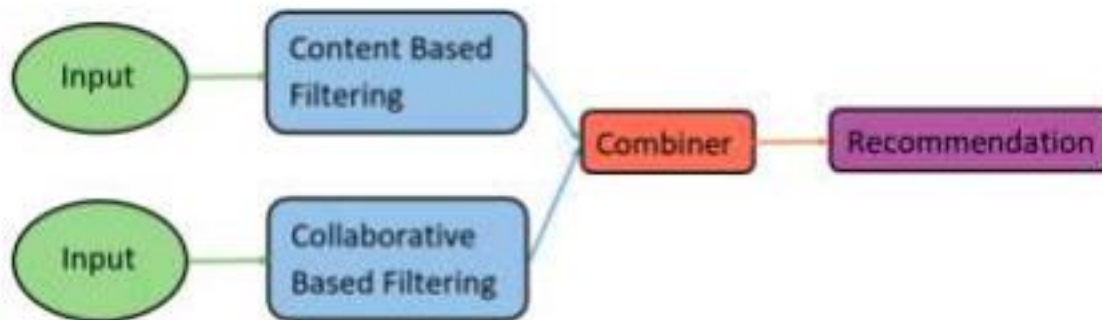 Input
Content Based
Filtering
Combiner
Recommendation
Input
Collaborative
Based Filtering